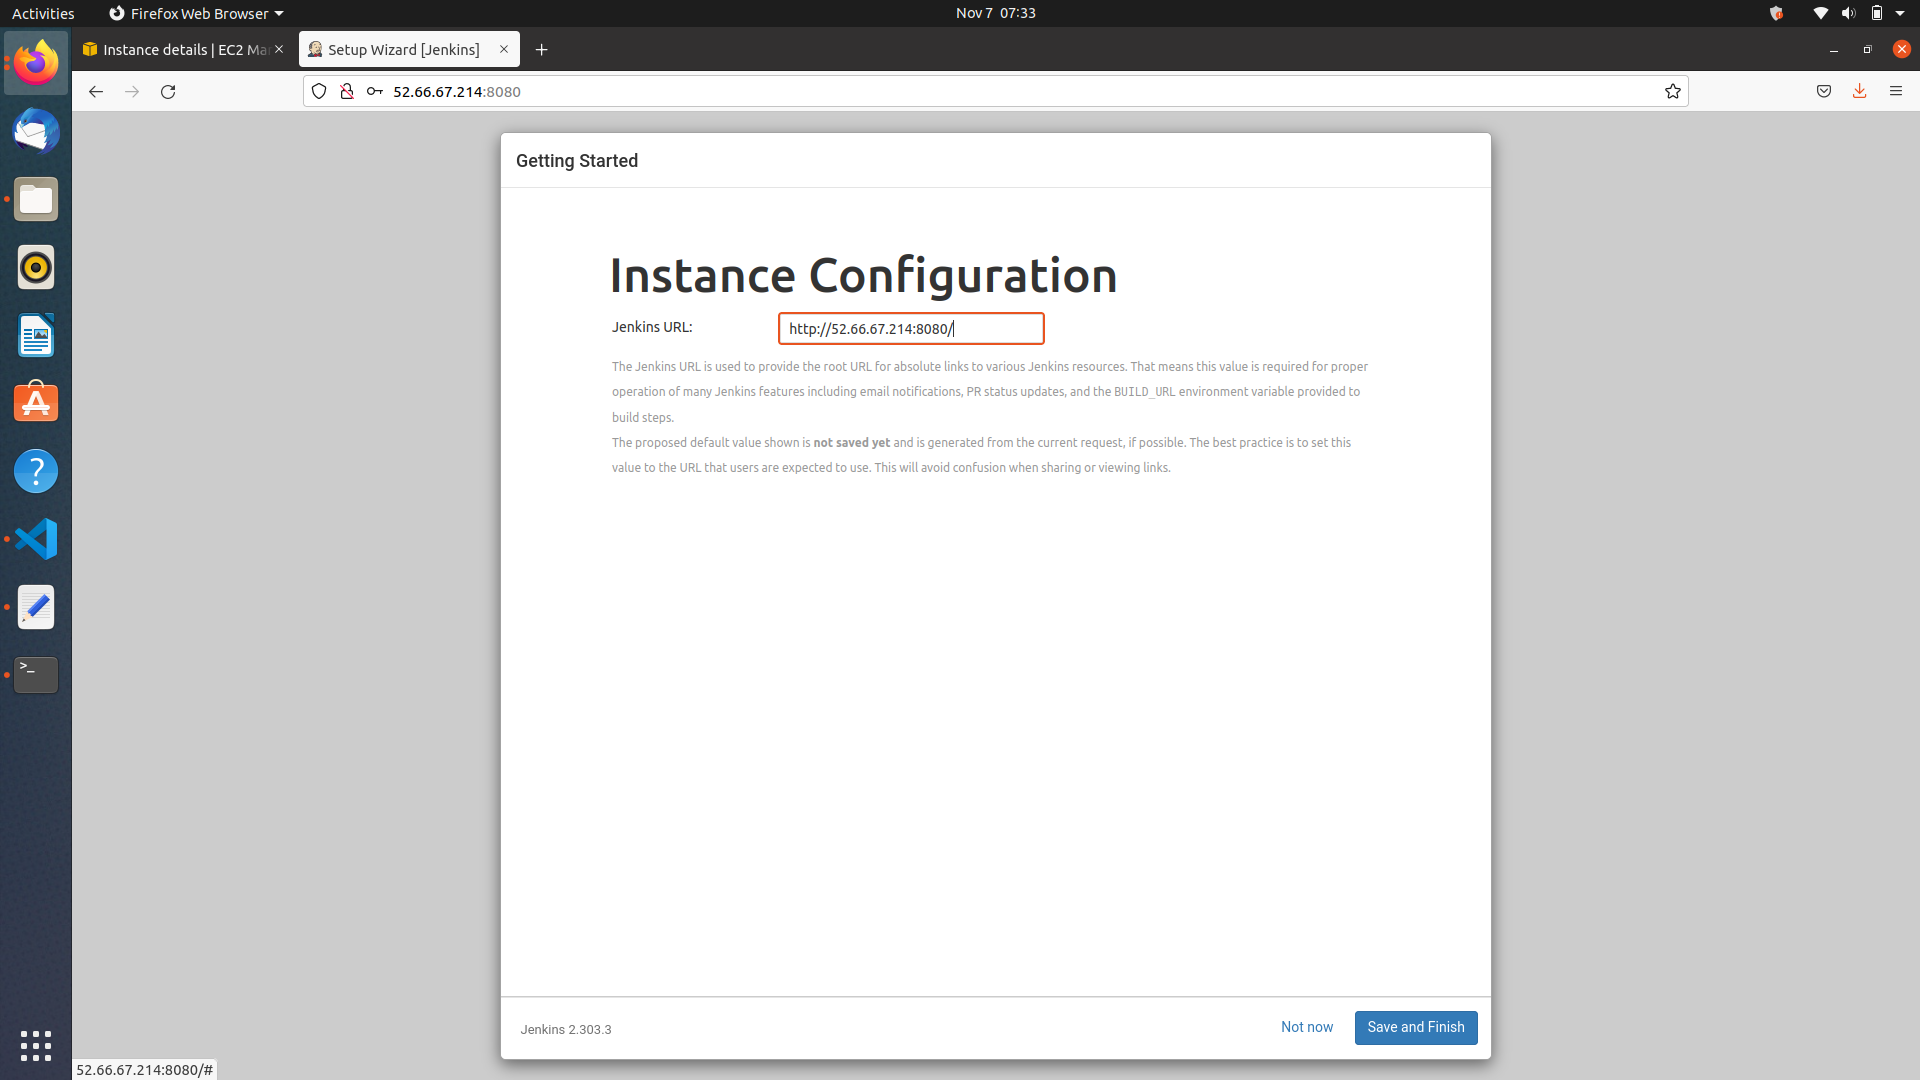 Activities
Firefox Web Browser
Nov 7 07:33
Instance details | EC2 Ma
Setup Wizard [Jenkins]
52.66.67.214:8080
Getting Started
Instance Configuration
Jenkins URL:
http://52.66.67.214:8080/
The Jenkins URL is used to provide the root URL for absolute links to various Jenkins resources. That means this value is required for proper
operation of many Jenkins features including email notifications, PR status updates, and the BUILD_URL environment variable provided to
build steps.
The proposed default value shown is not saved yet and is generated from the current request, if possible. The best practice is to set this
value to the URL that users are expected to use. This will avoid confusion when sharing or viewing links.
Jenkins 2.303.3
Not now
Save and Finish
52.66.67.214:8080/#